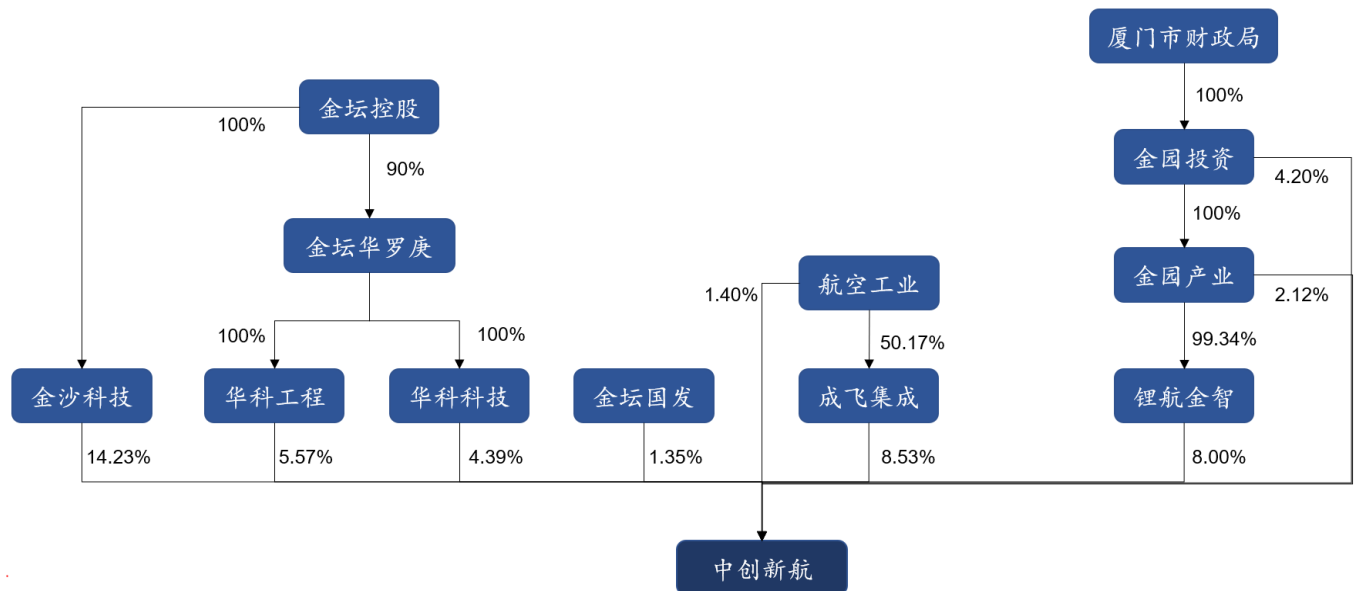 厦门市财政局
100%
金坛控股
100%
90%
金园投资
4.20%
100%
金坛华罗庚
航空工业
1.40%
金园产业
2.12%
100%
100%
50.17%
99.34%
金沙科技
华科工程
华科科技
金坛国发
成飞集成
锂航金智
14.23%
5.57%
4.39%
1.35%
8.53%
8.00%
中创新航